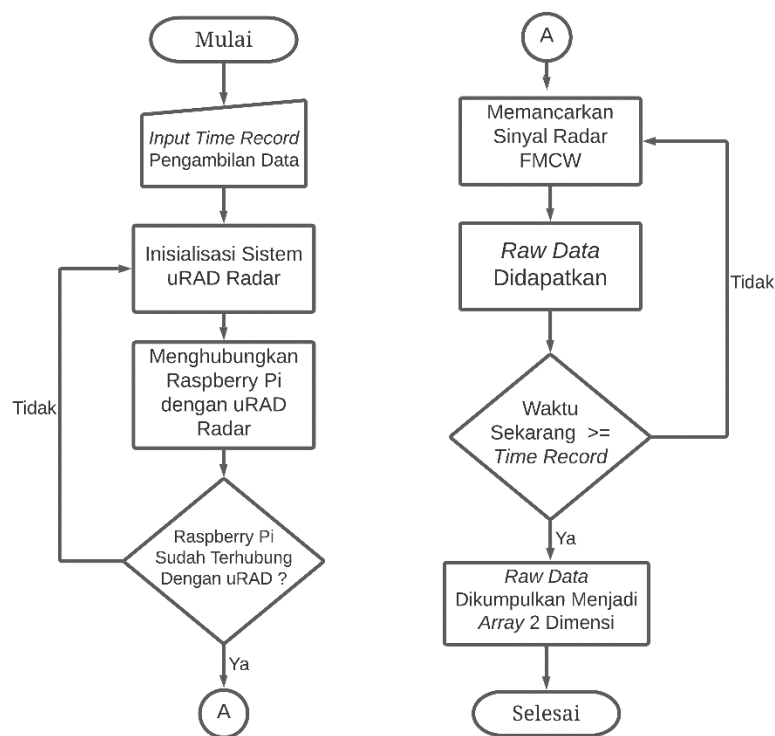 Mulai
Input Time Record
Pengambilan Data
Inisialisasi Sistem
uRAD Radar
Menghubungkan
Raspberry Pi
dengan uRAD
Radar
Tidak
Raspberry Pi
Sudah Terhubung
Dengan uRAD ?
Ya
A
A
Memancarkan
Sinyal Radar
FMCW
Raw Data
Didapatkan
Tidak
Waktu
Sekarang >=
Time Record
Ya
Raw Data
Dikumpulkan Menjadi
Array 2 Dimensi
Selesai